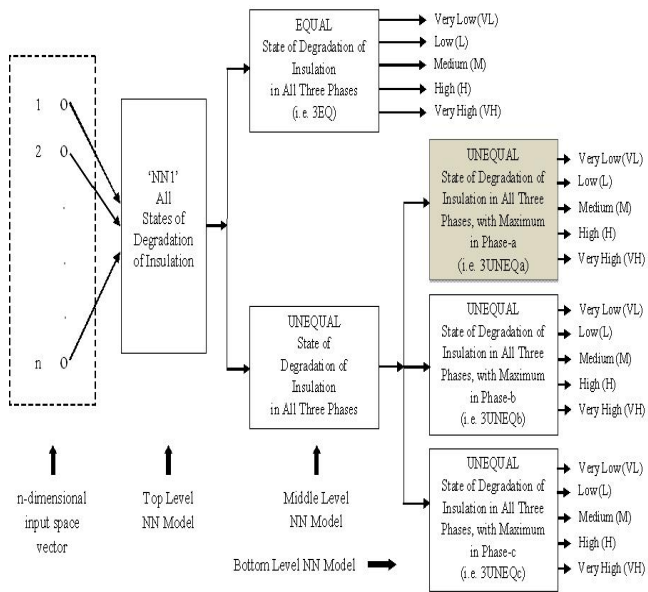 1 O
2 O
n O
n-dimensional
input space
vector
'NN1'
All
States of
Degradation
of Insulation
Top Level
NN Model
EQUAL
State of Degradation of
Insulation
in All Three Phases
(i.e. 3EQ)
Very Low (VL)
Low (L)
Medium (M)
High (H)
Very High (VH)
UNEQUAL
State of
Degradation of
Insulation
in All Three Phases
Middle Level
NN Model
UNEQUAL
State of Degradation of
Insulation in All Three
Phases, with Maximum
in Phase-a
(i.e. 3UNEQa)
Very Low (VL)
Low (L)
Medium (M)
High (H)
Very High (VH)
UNEQUAL
State of Degradation of
Insulation in All Three
Phases, with Maximum
in Phase-b
(i.e. 3UNEQb)
Very Low (VL)
Low (L)
Medium (M)
High (H)
Very High (VH)
UNEQUAL
State of Degradation of
Insulation in All Three
Phases, with Maximum
in Phase-c
(i.e. 3UNEQc)
Very Low (VL)
Low (L)
Medium (M)
High (H)
Very High (VH)
Bottom Level NN Model